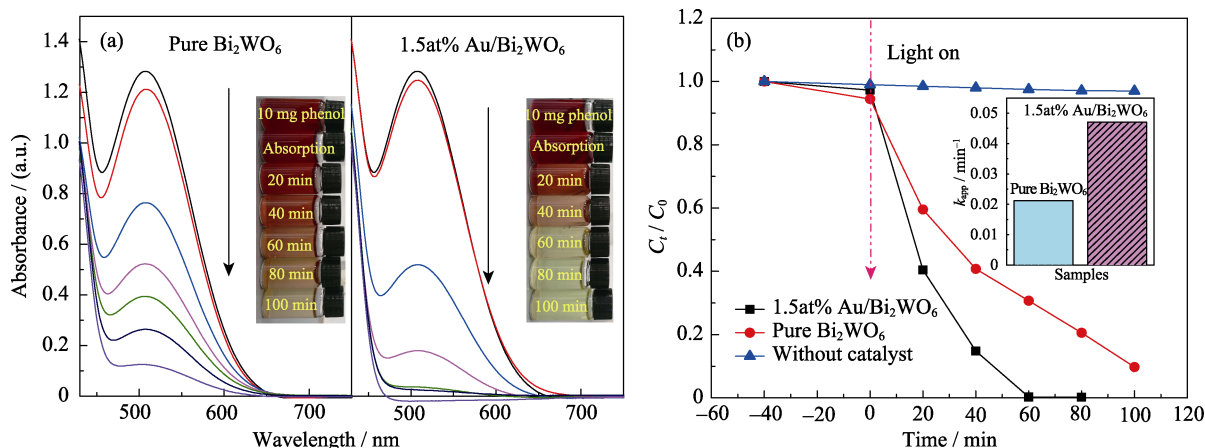 (a)
Pure Bi₂WO₆
1.5at% Au/Bi₂WO₆
Absorbance / (a.u.)
1.4
1.2
1.0
0.8
0.6
0.4
0.2
0
10 mg phenol
Absorption
20 min
40 min
60 min
80 min
100 min
10 mg phenol
Absorption
20 min
40 min
60 min
80 min
100 min
500 600 700 500 600 700
Wavelength / nm
(b)
Light on
Cₜ / C₀
1.2
1.0
0.8
0.6
0.4
0.2
0
1.5at% Au/Bi₂WO₆
Pure Bi₂WO₆
kapp / min⁻¹
0.05
0.04
0.03
0.02
0.01
0
Samples
1.5at% Au/Bi₂WO₆
Pure Bi₂WO₆
Without catalyst
–60 –40 –20 0 20 40 60 80 100 120
Time / min